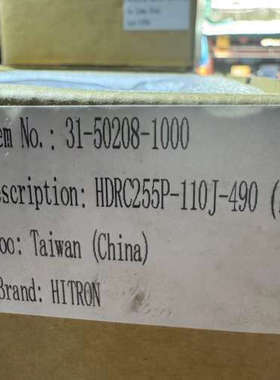 em No.: 31-50208-1000
escription: HDRC255P-110J-490 (
oo: Taiwan (China)
Brand: HITRON